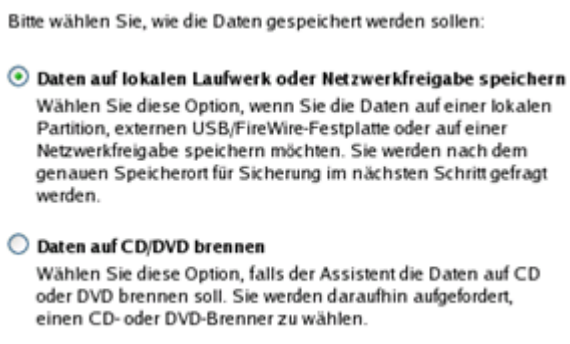 Bitte wählen Sie, wie die Daten gespeichert werden sollen:
Daten auf lokalen Laufwerk oder Netzwerkfreigabe speichern
Wählen Sie diese Option, wenn Sie die Daten auf einer lokalen
Partition, externen USB/FireWire-Festplatte oder auf einer
Netzwerkfreigabe speichern möchten. Sie werden nach dem
genauen Speicherort für Sicherung im nächsten Schritt gefragt
werden.
Daten auf CD/DVD brennen
Wählen Sie diese Option, falls der Assistent die Daten auf CD
oder DVD brennen soll. Sie werden daraufhin aufgefordert,
einen CD- oder DVD-Brenner zu wählen.